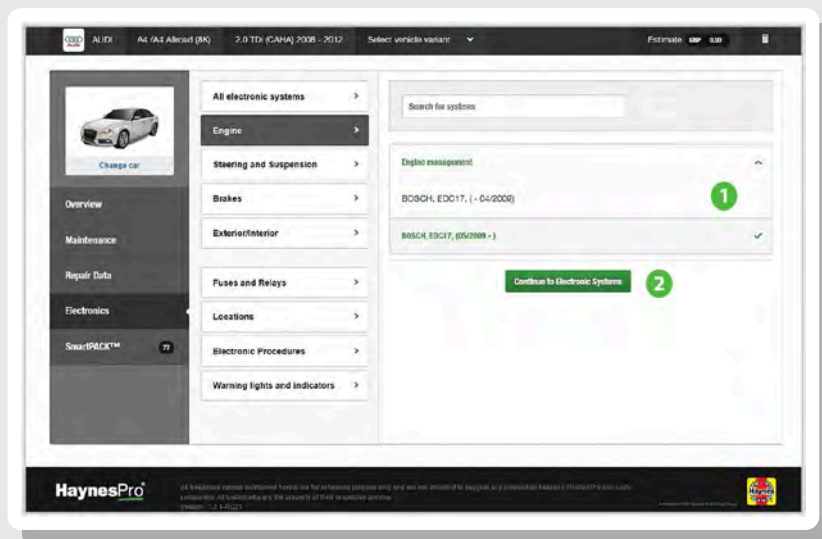 AUDI A4 /A4 Allroad (8K) 2.0 TDi (CAHA) 2008 - 2012 Select vehicle variant Estimate GBP 0.00
Change car
Overview
Maintenance
Repair Data
Electronics
SmartPACK™ 77
All electronic systems
Engine
Steering and Suspension
Brakes
Exterior/Interior
Fuses and Relays
Locations
Electronic Procedures
Warning lights and indicators
Search for systems
Engine management
BOSCH, EDC17, ( - 04/2009)
1
BOSCH, EDC17, (05/2009 - )
Continue to Electronic Systems
2
HaynesPro
Haynes